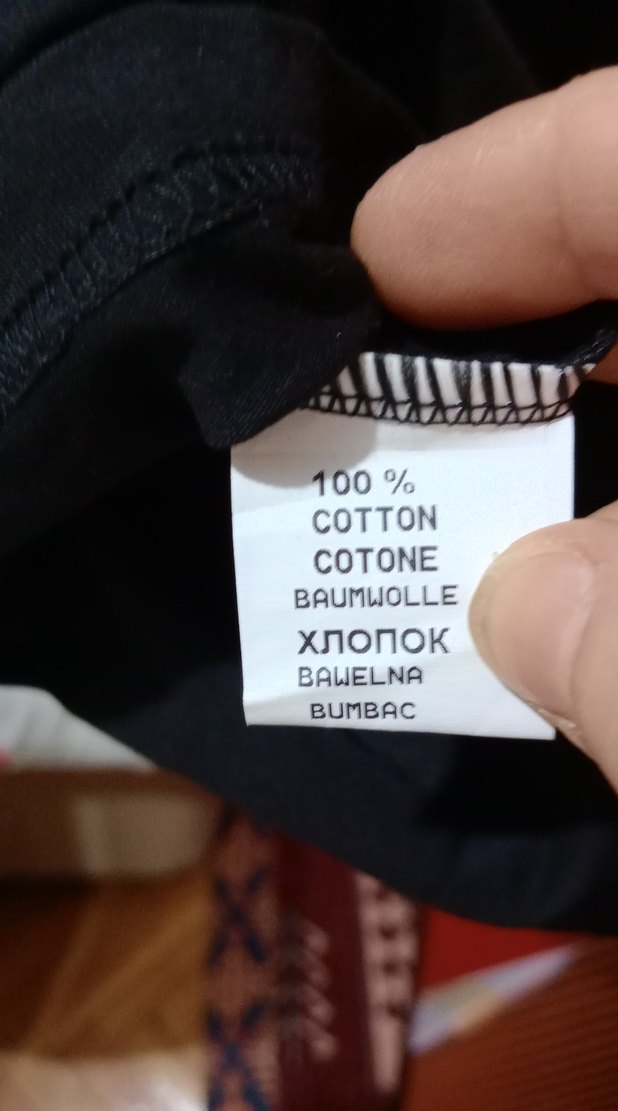 100 %
COTTON
COTONE
BAUMWOLLE
ХЛОПОК
BAWELNA
BUMBAC